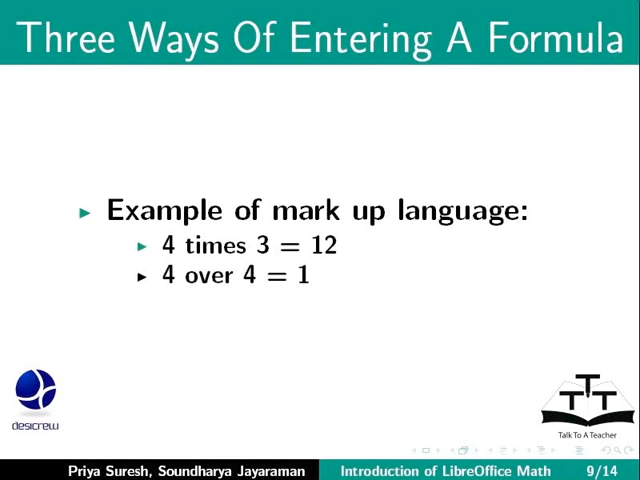 Three Ways Of Entering A Formula
Example of mark up language:
4 times 3 = 12
4 over 4 = 1
desicrew
T T T
Talk To A Teacher
Priya Suresh, Soundharya Jayaraman Introduction of LibreOffice Math 9/14